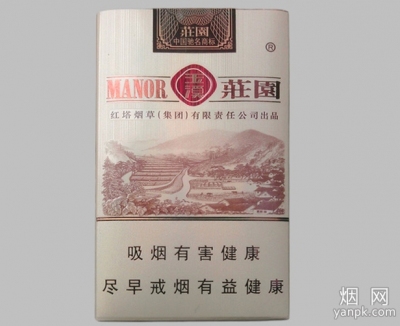 莊園
中国驰名商标
®
MANOR 玉溪 莊園
红塔烟草(集团)有限责任公司出品
吸烟有害健康
尽早戒烟有益健康
烟网
yanpk.com